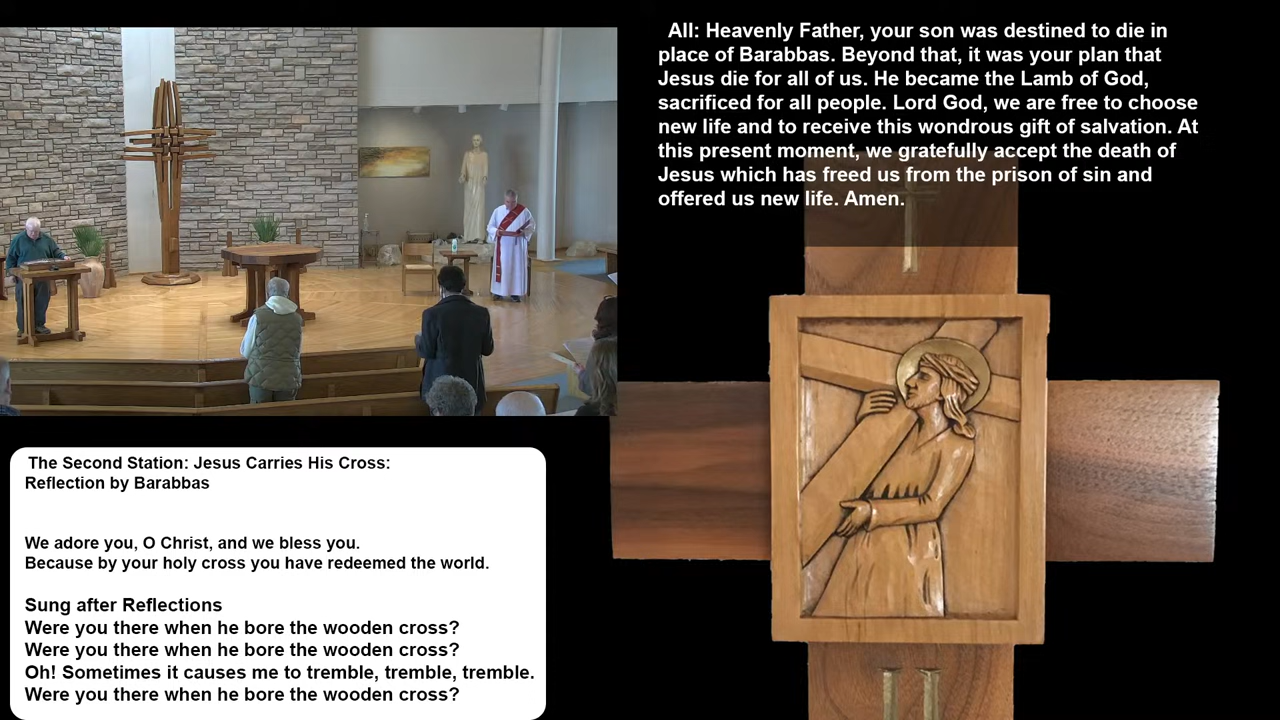 All: Heavenly Father, your son was destined to die in
place of Barabbas. Beyond that, it was your plan that
Jesus die for all of us. He became the Lamb of God,
sacrificed for all people. Lord God, we are free to choose
new life and to receive this wondrous gift of salvation. At
this present moment, we gratefully accept the death of
Jesus which has freed us from the prison of sin and
offered us new life. Amen.
The Second Station: Jesus Carries His Cross:
Reflection by Barabbas
We adore you, O Christ, and we bless you.
Because by your holy cross you have redeemed the world.
Sung after Reflections
Were you there when he bore the wooden cross?
Were you there when he bore the wooden cross?
Oh! Sometimes it causes me to tremble, tremble, tremble.
Were you there when he bore the wooden cross?
II